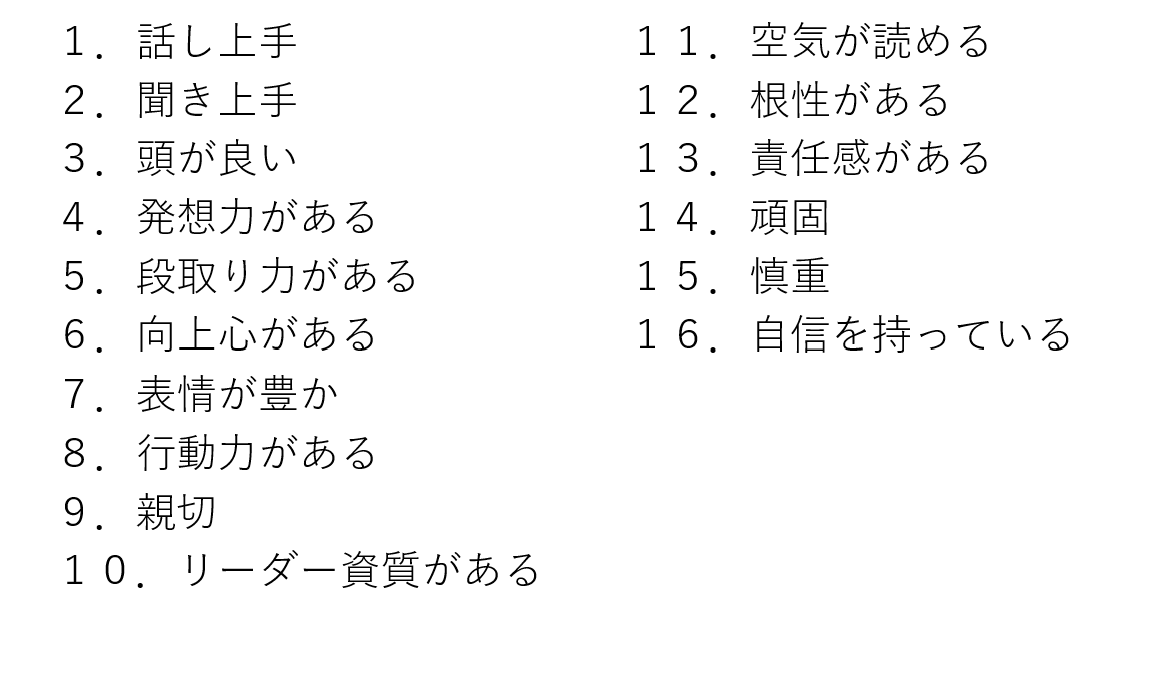 １．話し上手
２．聞き上手
３．頭が良い
４．発想力がある
５．段取り力がある
６．向上心がある
７．表情が豊か
８．行動力がある
９．親切
１０．リーダー資質がある
１１．空気が読める
１２．根性がある
１３．責任感がある
１４．頑固
１５．慎重
１６．自信を持っている